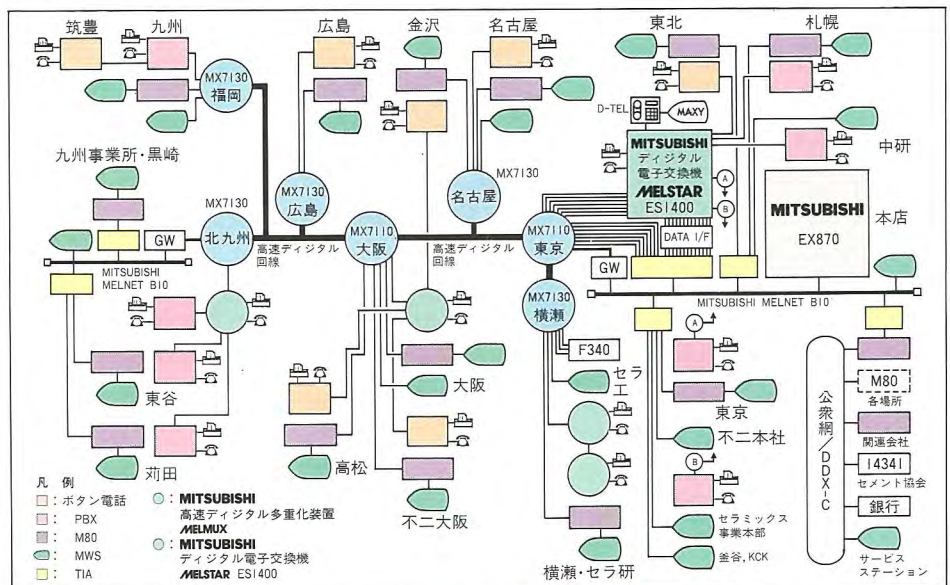 筑豊
九州
広島
金沢
名古屋
東北
札幌
MX7130
福岡
D-TEL
MAXY
九州事業所・黒崎
MITSUBISHI
ディジタル
電子交換機
MELSTAR
ES1400
中研
A
B
MX7130
MX7130
広島
MX7130
名古屋
MITSUBISHI
EX870
本店
北九州
GW
高速ディジタル
回線
MX7110
大阪
高速ディジタル
回線
MX7110
東京
DATA I/F
GW
MITSUBISHI
MELNET B10
MX7130
横瀬
MITSUBISHI MELNET B10
F340
A
セラ
工
東谷
大阪
東京
公衆網/DDX-C
M80
各場所
不二本社
関連会社
B
苅田
高松
不二大阪
14341
セメント協会
銀行
セラミックス
事業本部
釜谷, KCK
サービス
ステーション
横瀬・セラ研
凡 例
: ボタン電話
: PBX
: M80
: MWS
: TIA
: MITSUBISHI
高速ディジタル多重化装置
MELMUX
: MITSUBISHI
ディジタル電子交換機
MELSTAR ES1400